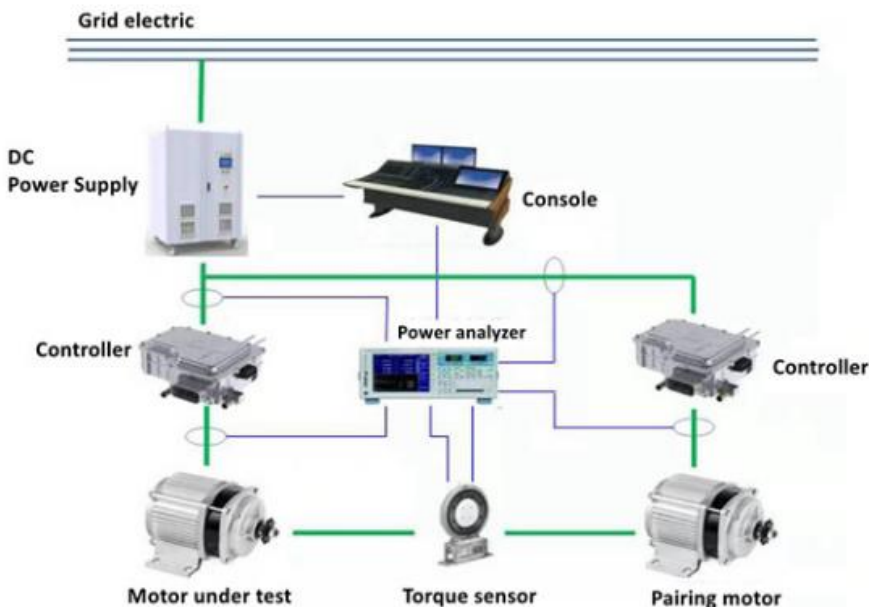 Grid electric
DC
Power Supply
Console
Power analyzer
Controller
Controller
Motor under test
Torque sensor
Pairing motor